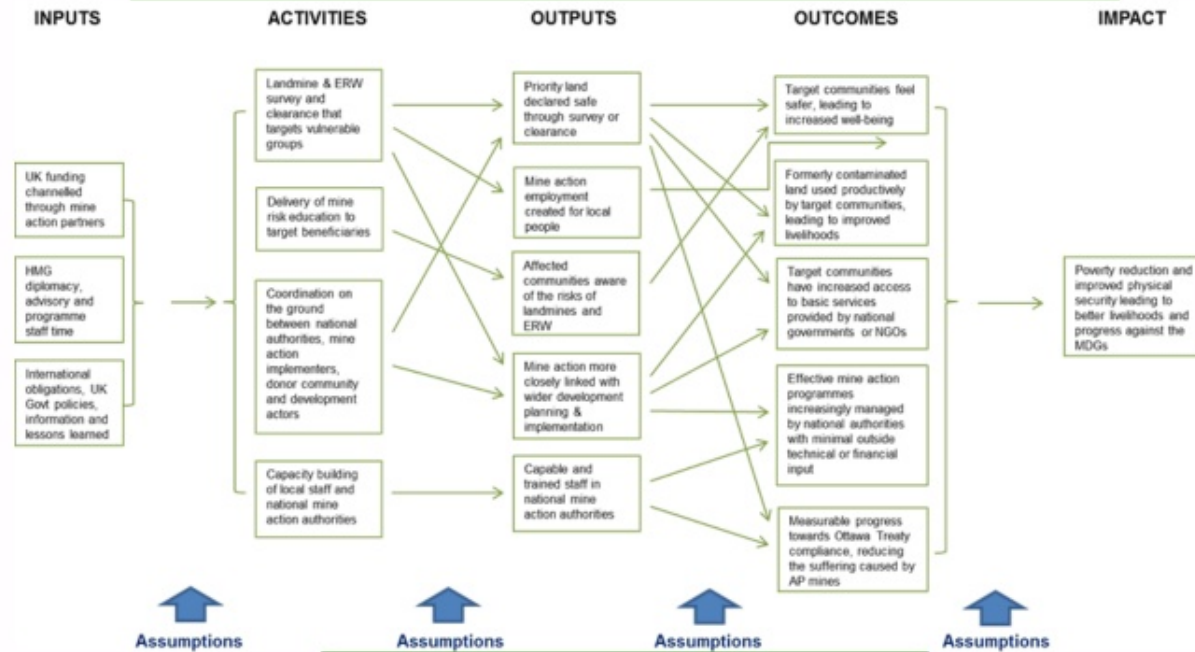 INPUTS
ACTIVITIES
OUTPUTS
OUTCOMES
IMPACT
UK funding
channelled
through mine
action partners
HMG
diplomacy,
advisory and
programme
staff time
International
obligations, UK
Govt policies,
information and
lessons learned
Landmine & ERW
survey and
clearance that
targets vulnerable
groups
Delivery of mine
risk education to
target beneficiaries
Coordination on
the ground
between national
authorities, mine
action
implementers,
donor community
and development
actors
Capacity building
of local staff and
national mine
action authorities
Priority land
declared safe
through survey or
clearance
Mine action
employment
created for local
people
Affected
communities aware
of the risks of
landmines and
ERW
Mine action more
closely linked with
wider development
planning &
implementation
Capable and
trained staff in
national mine
action authorities
Target communities feel
safer, leading to
increased well-being
Formerly contaminated
land used productively
by target communities,
leading to improved
livelihoods
Target communities
have increased access
to basic services
provided by national
governments or NGOs
Effective mine action
programmes
increasingly managed
by national authorities
with minimal outside
technical or financial
input
Measurable progress
towards Ottawa Treaty
compliance, reducing
the suffering caused by
AP mines
Poverty reduction and
improved physical
security leading to
better livelihoods and
progress against the
MDGs
Assumptions
Assumptions
Assumptions
Assumptions